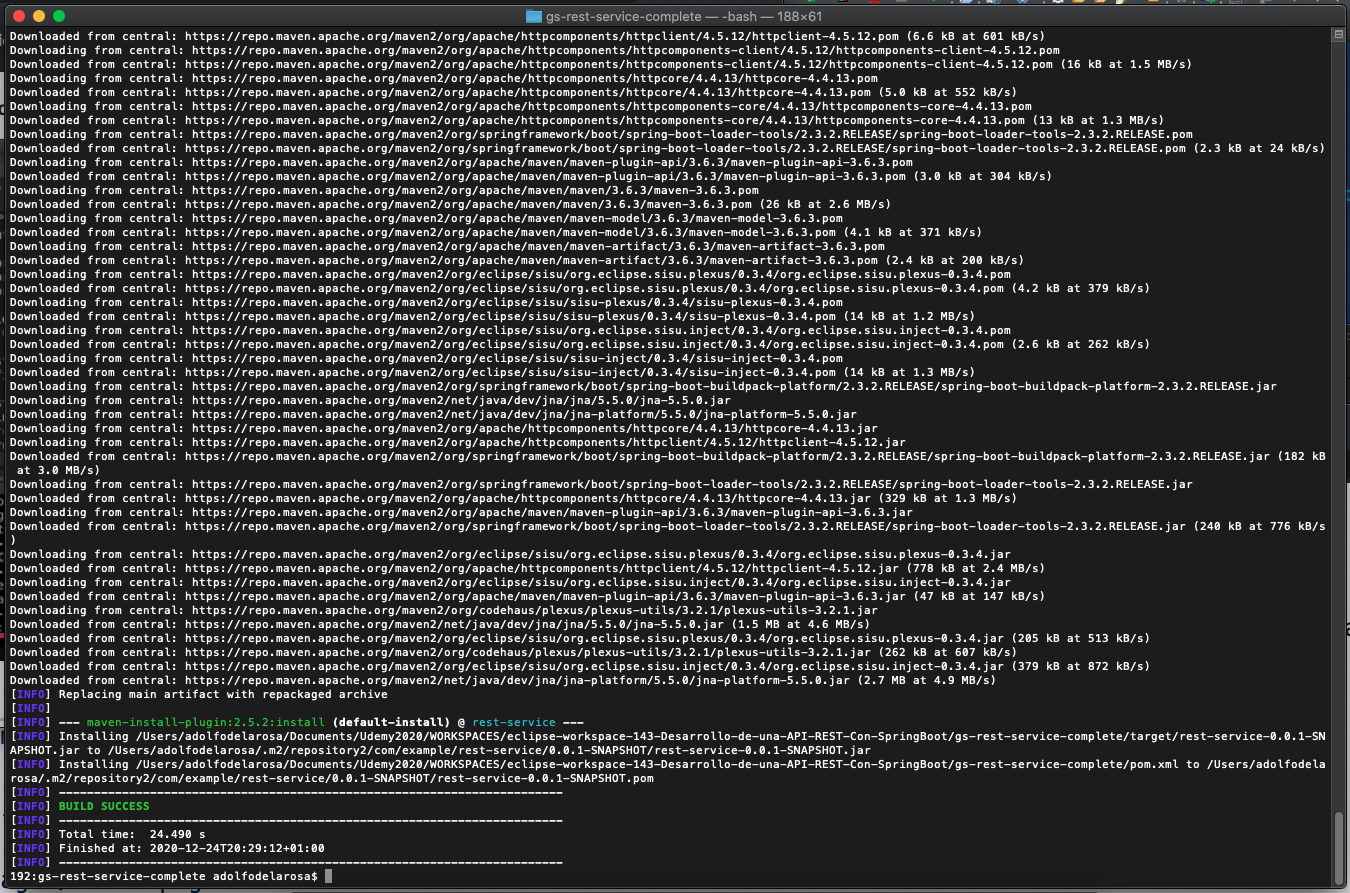 gs-rest-service-complete — -bash — 188×61
Downloaded from central: https://repo.maven.apache.org/maven2/org/apache/httpcomponents/httpclient/4.5.12/httpclient-4.5.12.pom (6.6 kB at 601 kB/s)
Downloading from central: https://repo.maven.apache.org/maven2/org/apache/httpcomponents/httpcomponents-client/4.5.12/httpcomponents-client-4.5.12.pom
Downloaded from central: https://repo.maven.apache.org/maven2/org/apache/httpcomponents/httpcomponents-client/4.5.12/httpcomponents-client-4.5.12.pom (16 kB at 1.5 MB/s)
Downloading from central: https://repo.maven.apache.org/maven2/org/apache/httpcomponents/httpcore/4.4.13/httpcore-4.4.13.pom
Downloaded from central: https://repo.maven.apache.org/maven2/org/apache/httpcomponents/httpcore/4.4.13/httpcore-4.4.13.pom (5.0 kB at 552 kB/s)
Downloading from central: https://repo.maven.apache.org/maven2/org/apache/httpcomponents/httpcomponents-core/4.4.13/httpcomponents-core-4.4.13.pom
Downloaded from central: https://repo.maven.apache.org/maven2/org/apache/httpcomponents/httpcomponents-core/4.4.13/httpcomponents-core-4.4.13.pom (13 kB at 1.3 MB/s)
Downloading from central: https://repo.maven.apache.org/maven2/org/springframework/boot/spring-boot-loader-tools/2.3.2.RELEASE/spring-boot-loader-tools-2.3.2.RELEASE.pom
Downloaded from central: https://repo.maven.apache.org/maven2/org/springframework/boot/spring-boot-loader-tools/2.3.2.RELEASE/spring-boot-loader-tools-2.3.2.RELEASE.pom (2.3 kB at 24 kB/s)
Downloading from central: https://repo.maven.apache.org/maven2/org/apache/maven/maven-plugin-api/3.6.3/maven-plugin-api-3.6.3.pom
Downloaded from central: https://repo.maven.apache.org/maven2/org/apache/maven/maven-plugin-api/3.6.3/maven-plugin-api-3.6.3.pom (3.0 kB at 304 kB/s)
Downloading from central: https://repo.maven.apache.org/maven2/org/apache/maven/maven/3.6.3/maven-3.6.3.pom
Downloaded from central: https://repo.maven.apache.org/maven2/org/apache/maven/maven/3.6.3/maven-3.6.3.pom (26 kB at 2.6 MB/s)
Downloading from central: https://repo.maven.apache.org/maven2/org/apache/maven/maven-model/3.6.3/maven-model-3.6.3.pom
Downloaded from central: https://repo.maven.apache.org/maven2/org/apache/maven/maven-model/3.6.3/maven-model-3.6.3.pom (4.1 kB at 371 kB/s)
Downloading from central: https://repo.maven.apache.org/maven2/org/apache/maven/maven-artifact/3.6.3/maven-artifact-3.6.3.pom
Downloaded from central: https://repo.maven.apache.org/maven2/org/apache/maven/maven-artifact/3.6.3/maven-artifact-3.6.3.pom (2.4 kB at 200 kB/s)
Downloading from central: https://repo.maven.apache.org/maven2/org/eclipse/sisu/org.eclipse.sisu.plexus/0.3.4/org.eclipse.sisu.plexus-0.3.4.pom
Downloaded from central: https://repo.maven.apache.org/maven2/org/eclipse/sisu/org.eclipse.sisu.plexus/0.3.4/org.eclipse.sisu.plexus-0.3.4.pom (4.2 kB at 379 kB/s)
Downloading from central: https://repo.maven.apache.org/maven2/org/eclipse/sisu/sisu-plexus/0.3.4/sisu-plexus-0.3.4.pom
Downloaded from central: https://repo.maven.apache.org/maven2/org/eclipse/sisu/sisu-plexus/0.3.4/sisu-plexus-0.3.4.pom (14 kB at 1.2 MB/s)
Downloading from central: https://repo.maven.apache.org/maven2/org/eclipse/sisu/org.eclipse.sisu.inject/0.3.4/org.eclipse.sisu.inject-0.3.4.pom
Downloaded from central: https://repo.maven.apache.org/maven2/org/eclipse/sisu/org.eclipse.sisu.inject/0.3.4/org.eclipse.sisu.inject-0.3.4.pom (2.6 kB at 262 kB/s)
Downloading from central: https://repo.maven.apache.org/maven2/org/eclipse/sisu/sisu-inject/0.3.4/sisu-inject-0.3.4.pom
Downloaded from central: https://repo.maven.apache.org/maven2/org/eclipse/sisu/sisu-inject/0.3.4/sisu-inject-0.3.4.pom (14 kB at 1.3 MB/s)
Downloading from central: https://repo.maven.apache.org/maven2/org/springframework/boot/spring-boot-buildpack-platform/2.3.2.RELEASE/spring-boot-buildpack-platform-2.3.2.RELEASE.jar
Downloading from central: https://repo.maven.apache.org/maven2/net/java/dev/jna/jna/5.5.0/jna-5.5.0.jar
Downloading from central: https://repo.maven.apache.org/maven2/net/java/dev/jna/jna-platform/5.5.0/jna-platform-5.5.0.jar
Downloading from central: https://repo.maven.apache.org/maven2/org/apache/httpcomponents/httpcore/4.4.13/httpcore-4.4.13.jar
Downloading from central: https://repo.maven.apache.org/maven2/org/apache/httpcomponents/httpclient/4.5.12/httpclient-4.5.12.jar
Downloaded from central: https://repo.maven.apache.org/maven2/org/springframework/boot/spring-boot-buildpack-platform/2.3.2.RELEASE/spring-boot-buildpack-platform-2.3.2.RELEASE.jar (182 kB
at 3.0 MB/s)
Downloading from central: https://repo.maven.apache.org/maven2/org/springframework/boot/spring-boot-loader-tools/2.3.2.RELEASE/spring-boot-loader-tools-2.3.2.RELEASE.jar
Downloaded from central: https://repo.maven.apache.org/maven2/org/apache/httpcomponents/httpcore/4.4.13/httpcore-4.4.13.jar (329 kB at 1.3 MB/s)
Downloading from central: https://repo.maven.apache.org/maven2/org/apache/maven/maven-plugin-api/3.6.3/maven-plugin-api-3.6.3.jar
Downloaded from central: https://repo.maven.apache.org/maven2/org/springframework/boot/spring-boot-loader-tools/2.3.2.RELEASE/spring-boot-loader-tools-2.3.2.RELEASE.jar (240 kB at 776 kB/s
)
Downloading from central: https://repo.maven.apache.org/maven2/org/eclipse/sisu/org.eclipse.sisu.plexus/0.3.4/org.eclipse.sisu.plexus-0.3.4.jar
Downloaded from central: https://repo.maven.apache.org/maven2/org/apache/httpcomponents/httpclient/4.5.12/httpclient-4.5.12.jar (778 kB at 2.4 MB/s)
Downloading from central: https://repo.maven.apache.org/maven2/org/eclipse/sisu/org.eclipse.sisu.inject/0.3.4/org.eclipse.sisu.inject-0.3.4.jar
Downloaded from central: https://repo.maven.apache.org/maven2/org/apache/maven/maven-plugin-api/3.6.3/maven-plugin-api-3.6.3.jar (47 kB at 147 kB/s)
Downloading from central: https://repo.maven.apache.org/maven2/org/codehaus/plexus/plexus-utils/3.2.1/plexus-utils-3.2.1.jar
Downloaded from central: https://repo.maven.apache.org/maven2/net/java/dev/jna/jna/5.5.0/jna-5.5.0.jar (1.5 MB at 4.6 MB/s)
Downloaded from central: https://repo.maven.apache.org/maven2/org/eclipse/sisu/org.eclipse.sisu.plexus/0.3.4/org.eclipse.sisu.plexus-0.3.4.jar (205 kB at 513 kB/s)
Downloaded from central: https://repo.maven.apache.org/maven2/org/codehaus/plexus/plexus-utils/3.2.1/plexus-utils-3.2.1.jar (262 kB at 607 kB/s)
Downloaded from central: https://repo.maven.apache.org/maven2/org/eclipse/sisu/org.eclipse.sisu.inject/0.3.4/org.eclipse.sisu.inject-0.3.4.jar (379 kB at 872 kB/s)
Downloaded from central: https://repo.maven.apache.org/maven2/net/java/dev/jna/jna-platform/5.5.0/jna-platform-5.5.0.jar (2.7 MB at 4.9 MB/s)
[INFO] Replacing main artifact with repackaged archive
[INFO]
[INFO] --- maven-install-plugin:2.5.2:install (default-install) @ rest-service ---
[INFO] Installing /Users/adolfodelarosa/Documents/Udemy2020/WORKSPACES/eclipse-workspace-143-Desarrollo-de-una-API-REST-Con-SpringBoot/gs-rest-service-complete/target/rest-service-0.0.1-SN
APSHOT.jar to /Users/adolfodelarosa/.m2/repository2/com/example/rest-service/0.0.1-SNAPSHOT/rest-service-0.0.1-SNAPSHOT.jar
[INFO] Installing /Users/adolfodelarosa/Documents/Udemy2020/WORKSPACES/eclipse-workspace-143-Desarrollo-de-una-API-REST-Con-SpringBoot/gs-rest-service-complete/pom.xml to /Users/adolfodela
rosa/.m2/repository2/com/example/rest-service/0.0.1-SNAPSHOT/rest-service-0.0.1-SNAPSHOT.pom
[INFO] ------------------------------------------------------------------------
[INFO] BUILD SUCCESS
[INFO] ------------------------------------------------------------------------
[INFO] Total time:  24.490 s
[INFO] Finished at: 2020-12-24T20:29:12+01:00
[INFO] ------------------------------------------------------------------------
192:gs-rest-service-complete adolfodelarosa$